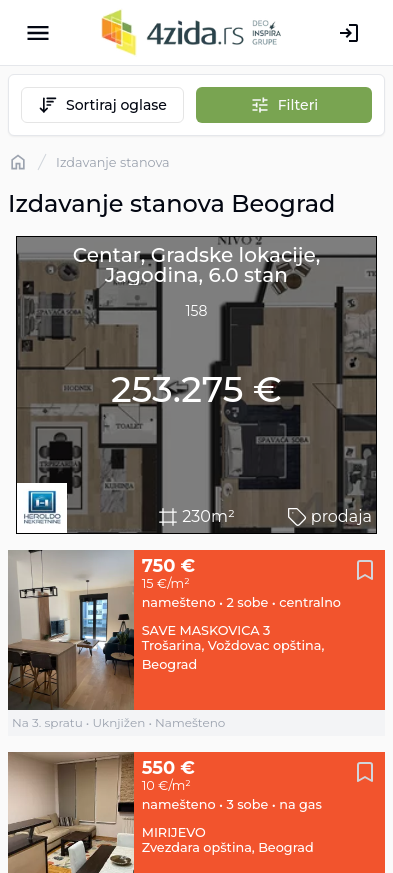 4zida.rs
DEO
INSPIRA
GRUPE
Sortiraj oglase
Filteri
/ Izdavanje stanova
Izdavanje stanova Beograd
NIVO 2
Centar, Gradske lokacije,
Jagodina, 6.0 stan
158
SPAVAĆA SOBA
HODNIK
253.275 €
TOALET
SPAVAĆA SOBA
TRPEZARIJA
KUHINJA
HEROLDO
NEKRETNINE
230m²
prodaja
750 €
15 €/m²
namešteno • 2 sobe • centralno
SAVE MASKOVICA 3
Trošarina, Voždovac opština,
Beograd
Na 3. spratu • Uknjižen • Namešteno
550 €
10 €/m²
namešteno • 3 sobe • na gas
MIRIJEVO
Zvezdara opština, Beograd